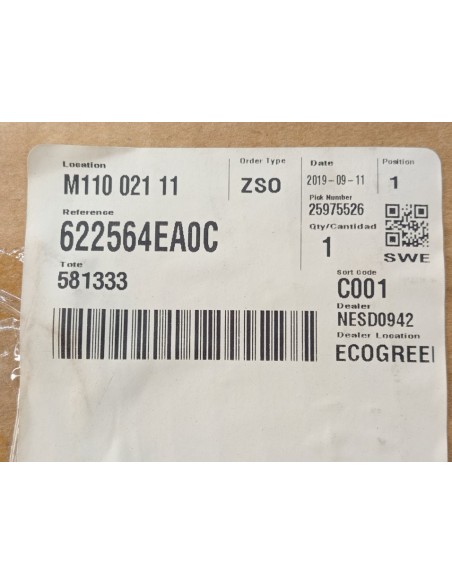 Location
M110 021 11
Order Type
ZSO
Date
2019-09-11
Position
1
Reference
622564EA0C
Pick Number
25975526
Qty/Cantidad
1
SWE
Tote
581333
Sort Code
C001
Dealer
NESD0942
Dealer Location